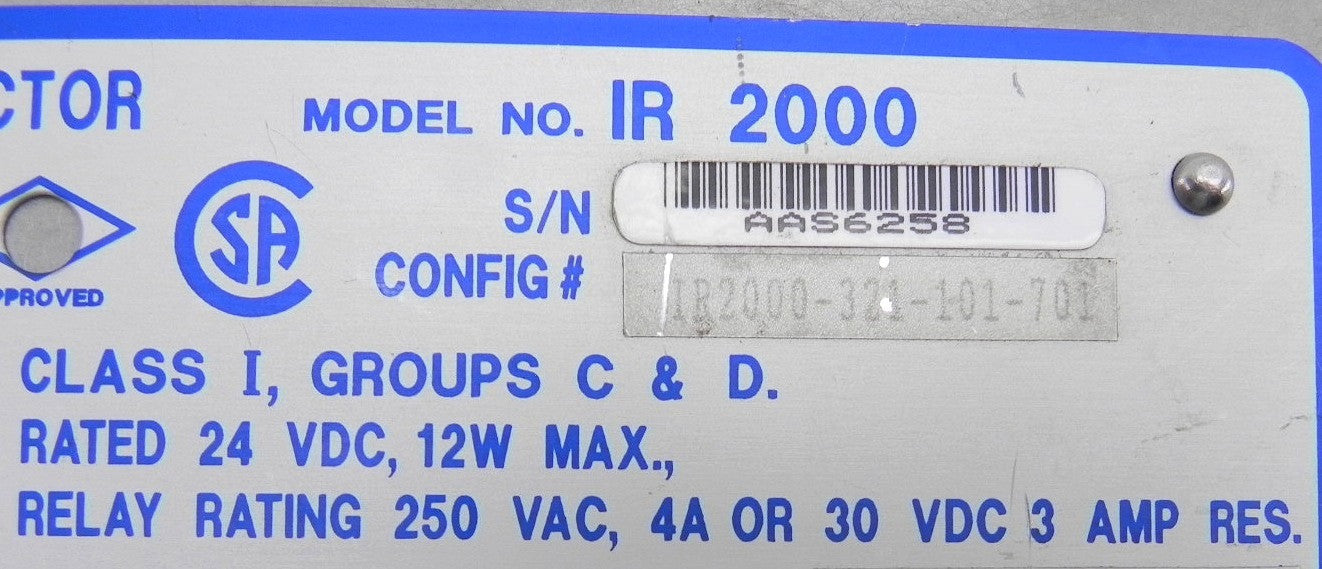 CTOR MODEL NO. IR 2000
S/N AAS6258
CSA
CONFIG # IR2000-321-101-701
PPROVED
CLASS I, GROUPS C & D.
RATED 24 VDC, 12W MAX.,
RELAY RATING 250 VAC, 4A OR 30 VDC 3 AMP RES.